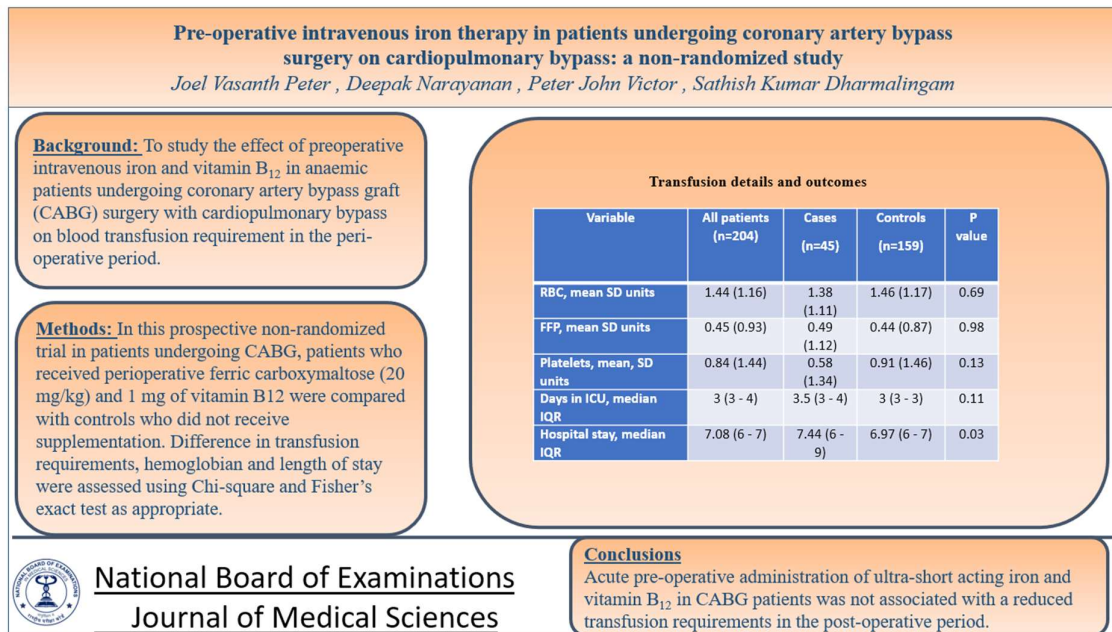 Pre-operative intravenous iron therapy in patients undergoing coronary artery bypass
surgery on cardiopulmonary bypass: a non-randomized study
Joel Vasanth Peter , Deepak Narayanan , Peter John Victor , Sathish Kumar Dharmalingam
Background: To study the effect of preoperative
intravenous iron and vitamin B12 in anaemic
patients undergoing coronary artery bypass graft
(CABG) surgery with cardiopulmonary bypass
on blood transfusion requirement in the peri-
operative period.
Methods: In this prospective non-randomized
trial in patients undergoing CABG, patients who
received perioperative ferric carboxymaltose (20
mg/kg) and 1 mg of vitamin B12 were compared
with controls who did not receive
supplementation. Difference in transfusion
requirements, hemoglobian and length of stay
were assessed using Chi-square and Fisher's
exact test as appropriate.
Transfusion details and outcomes
Variable All patients (n=204) Cases (n=45) Controls (n=159) P value
RBC, mean SD units 1.44 (1.16) 1.38 (1.11) 1.46 (1.17) 0.69
FFP, mean SD units 0.45 (0.93) 0.49 (1.12) 0.44 (0.87) 0.98
Platelets, mean, SD units 0.84 (1.44) 0.58 (1.34) 0.91 (1.46) 0.13
Days in ICU, median IQR 3 (3 - 4) 3.5 (3 - 4) 3 (3 - 3) 0.11
Hospital stay, median IQR 7.08 (6 - 7) 7.44 (6 - 9) 6.97 (6 - 7) 0.03
NATIONAL BOARD OF EXAMINATIONS
IN MEDICAL SCIENCES
National Board of Examinations
Journal of Medical Sciences
Conclusions
Acute pre-operative administration of ultra-short acting iron and
vitamin B12 in CABG patients was not associated with a reduced
transfusion requirements in the post-operative period.